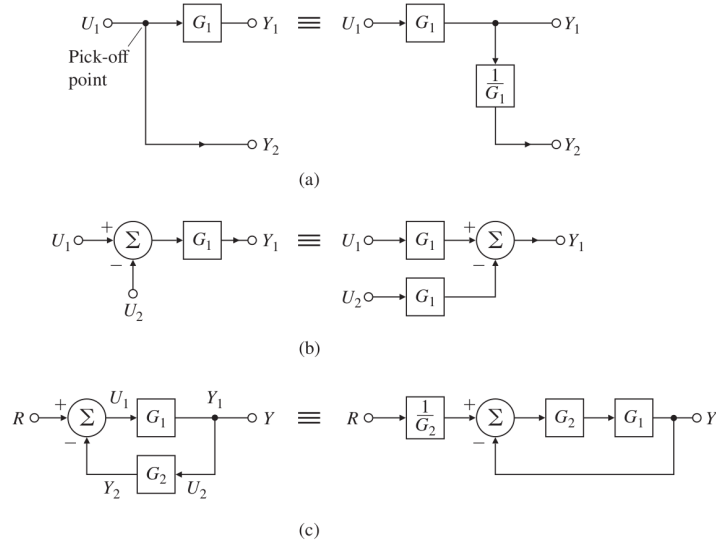 U1 G1 Y1 ≡ U1 G1 Y1
Pick-off
point
1
G1
Y2 Y2
(a)
U1 + Σ G1 Y1 ≡ U1 G1 + Σ Y1
−
−
U2 G1
U2
(b)
U1 Y1
R + Σ G1 Y ≡ R 1/G2 + Σ G2 G1 Y
− −
G2
Y2 U2
(c)